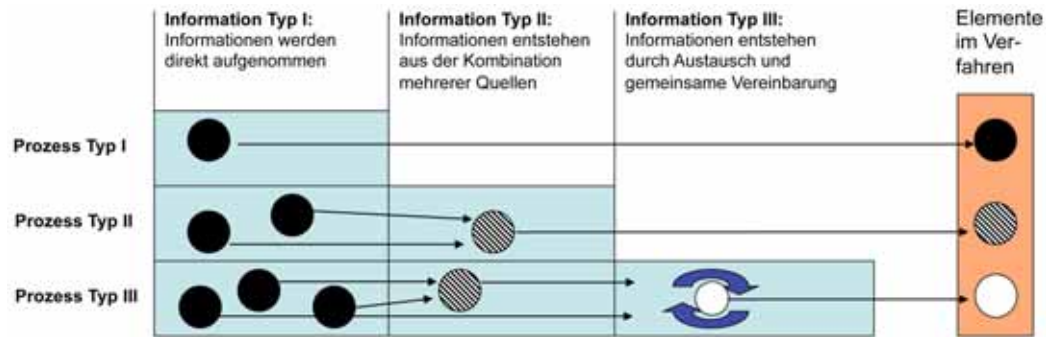 Information Typ I:
Informationen werden
direkt aufgenommen
Information Typ II:
Informationen entstehen
aus der Kombination
mehrerer Quellen
Information Typ III:
Informationen entstehen
durch Austausch und
gemeinsame Vereinbarung
Elemente
im Ver-
fahren
Prozess Typ I
Prozess Typ II
Prozess Typ III